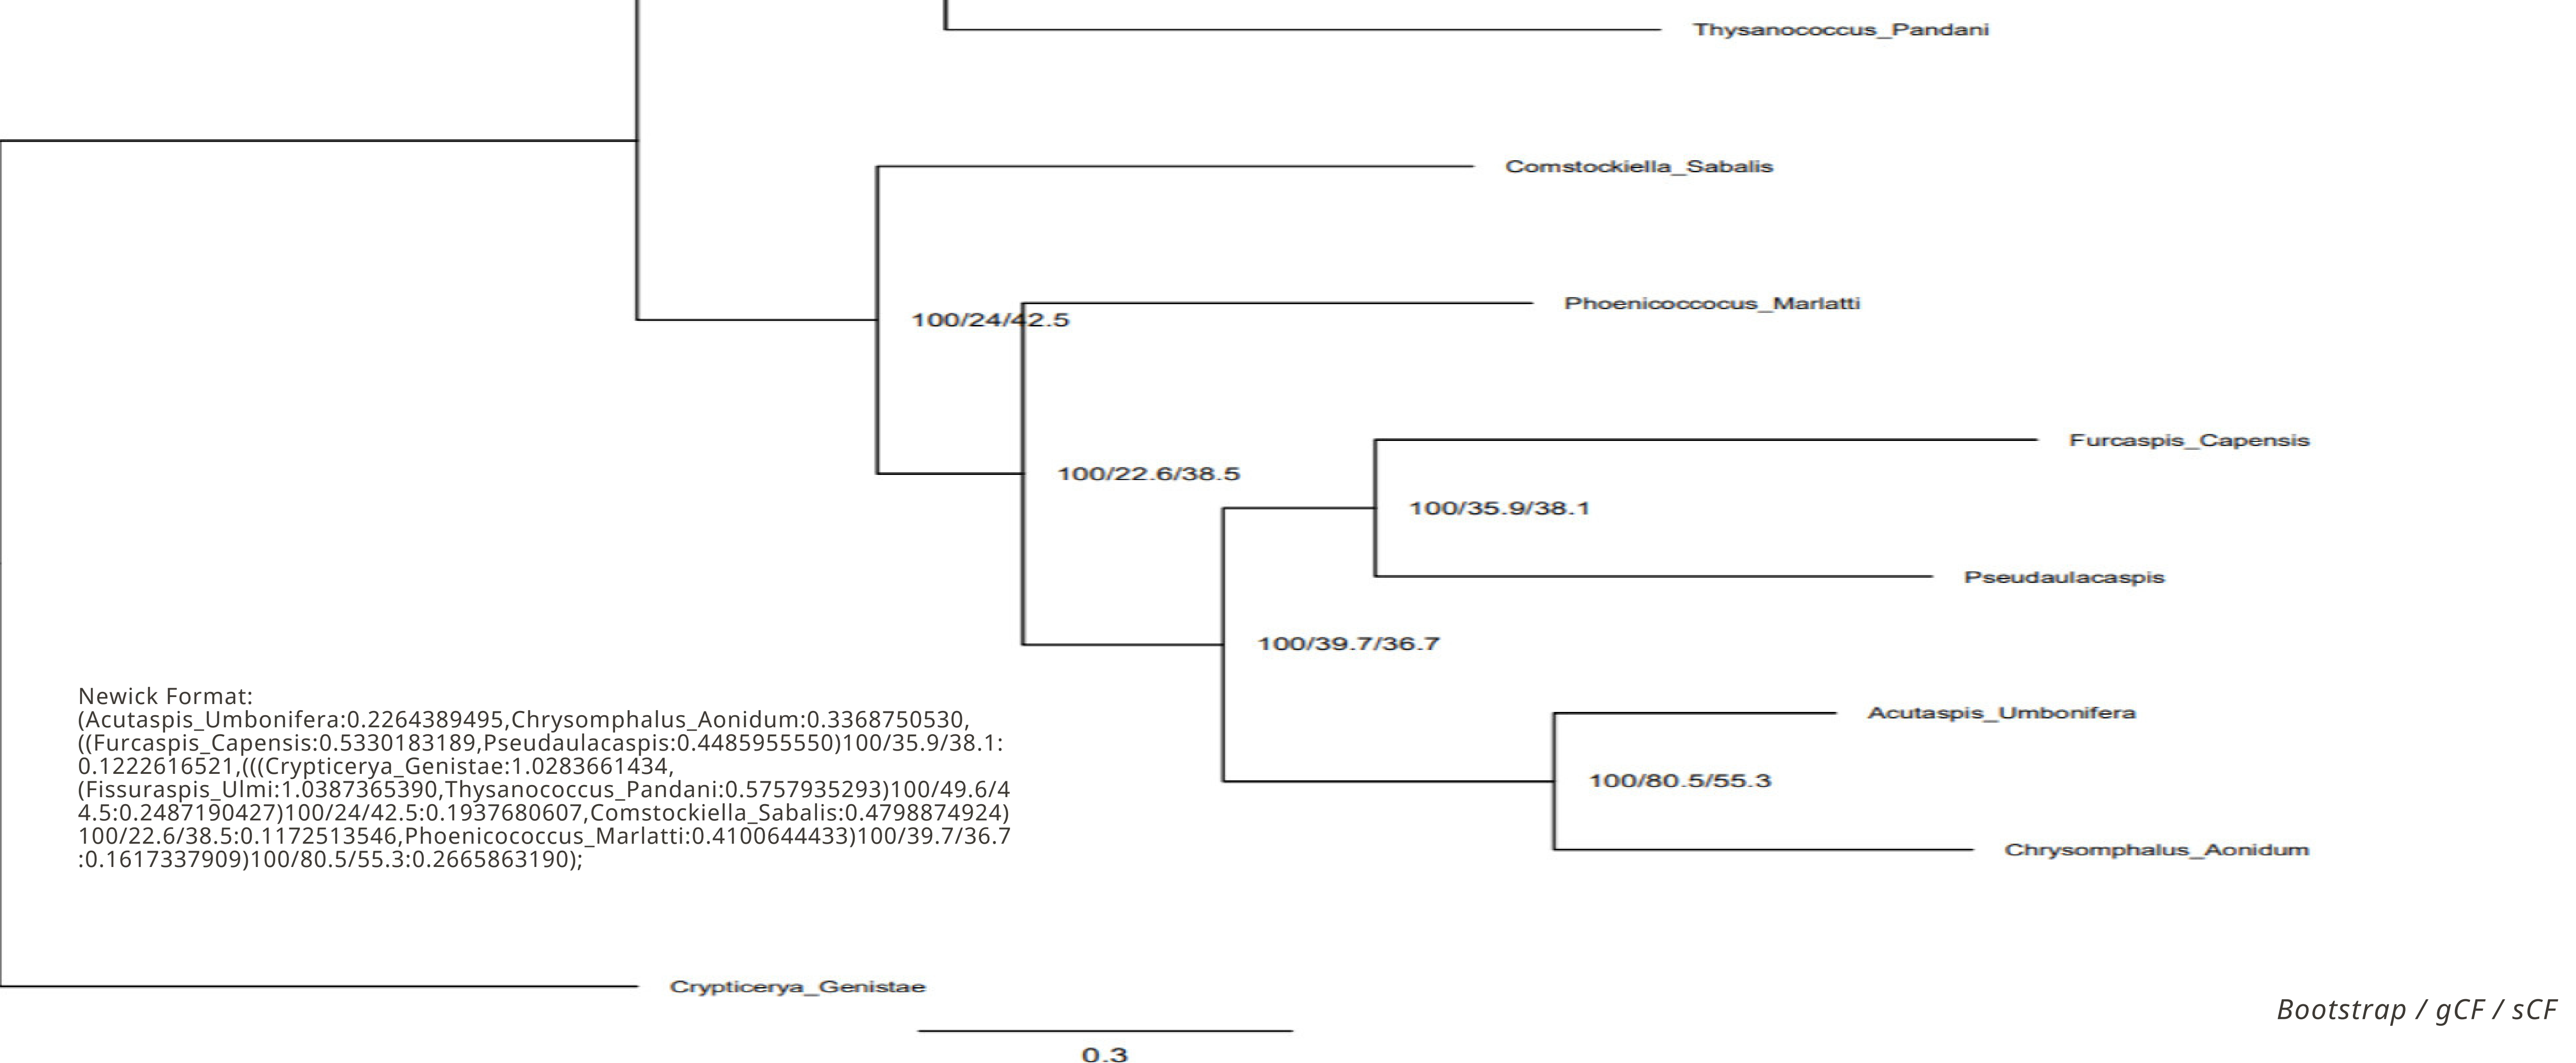 Thysanococcus_Pandani
Comstockiella_Sabalis
Phoenicoccocus_Marlatti
100/24/42.5
Furcaspis_Capensis
100/22.6/38.5
100/35.9/38.1
Pseudaulacaspis
100/39.7/36.7
Newick Format:
(Acutaspis_Umbonifera:0.2264389495,Chrysomphalus_Aonidum:0.3368750530,
((Furcaspis_Capensis:0.5330183189,Pseudaulacaspis:0.4485955550)100/35.9/38.1:
0.1222616521,(((Crypticerya_Genistae:1.0283661434,
(Fissuraspis_Ulmi:1.0387365390,Thysanococcus_Pandani:0.5757935293)100/49.6/4
4.5:0.2487190427)100/24/42.5:0.1937680607,Comstockiella_Sabalis:0.4798874924)
100/22.6/38.5:0.1172513546,Phoenicococcus_Marlatti:0.4100644433)100/39.7/36.7
:0.1617337909)100/80.5/55.3:0.2665863190);
Acutaspis_Umbonifera
100/80.5/55.3
Chrysomphalus_Aonidum
Crypticerya_Genistae
Bootstrap / gCF / sCF
0.3